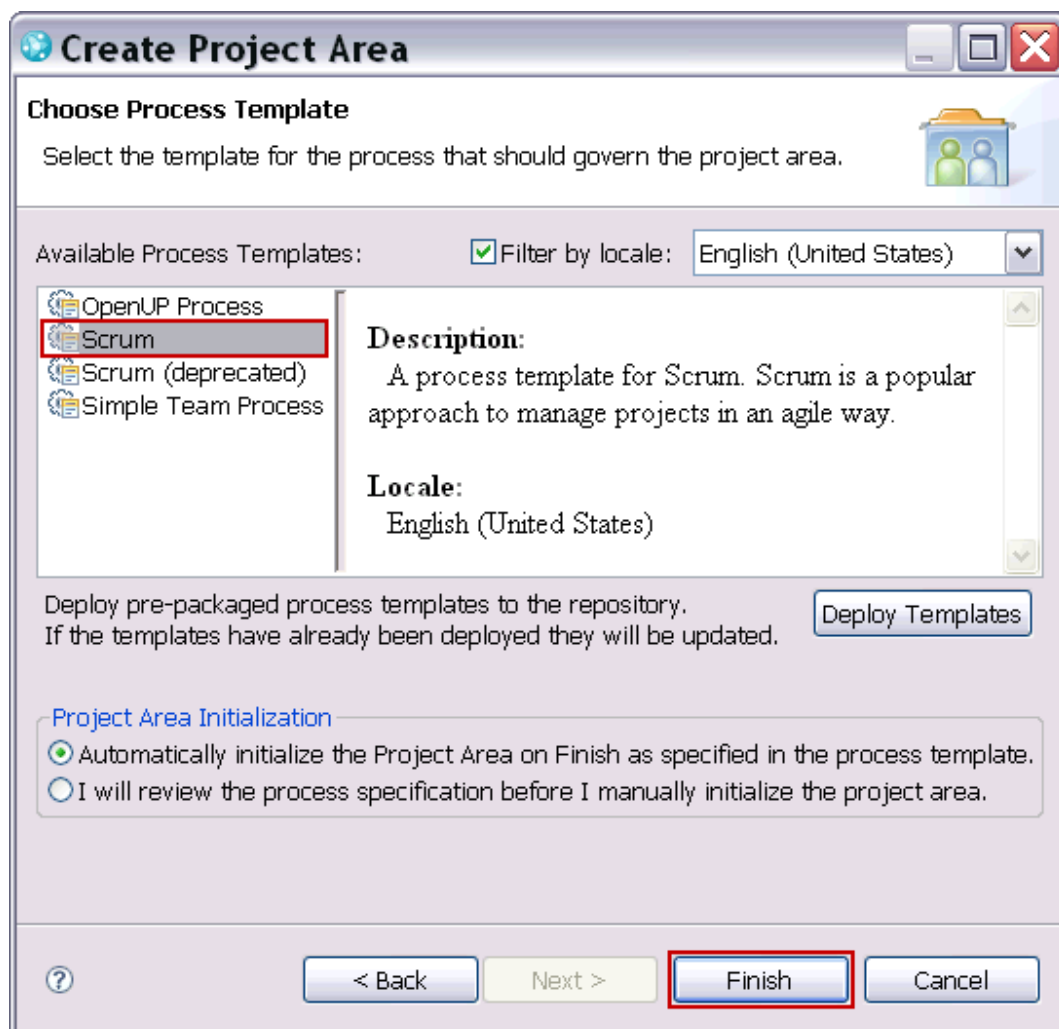 Create Project Area
Choose Process Template
Select the template for the process that should govern the project area.
Available Process Templates:
Filter by locale:
English (United States)
OpenUP Process
Scrum
Scrum (deprecated)
Simple Team Process
Description:
A process template for Scrum. Scrum is a popular
approach to manage projects in an agile way.
Locale:
English (United States)
Deploy pre-packaged process templates to the repository.
If the templates have already been deployed they will be updated.
Deploy Templates
Project Area Initialization
Automatically initialize the Project Area on Finish as specified in the process template.
I will review the process specification before I manually initialize the project area.
?
< Back
Next >
Finish
Cancel